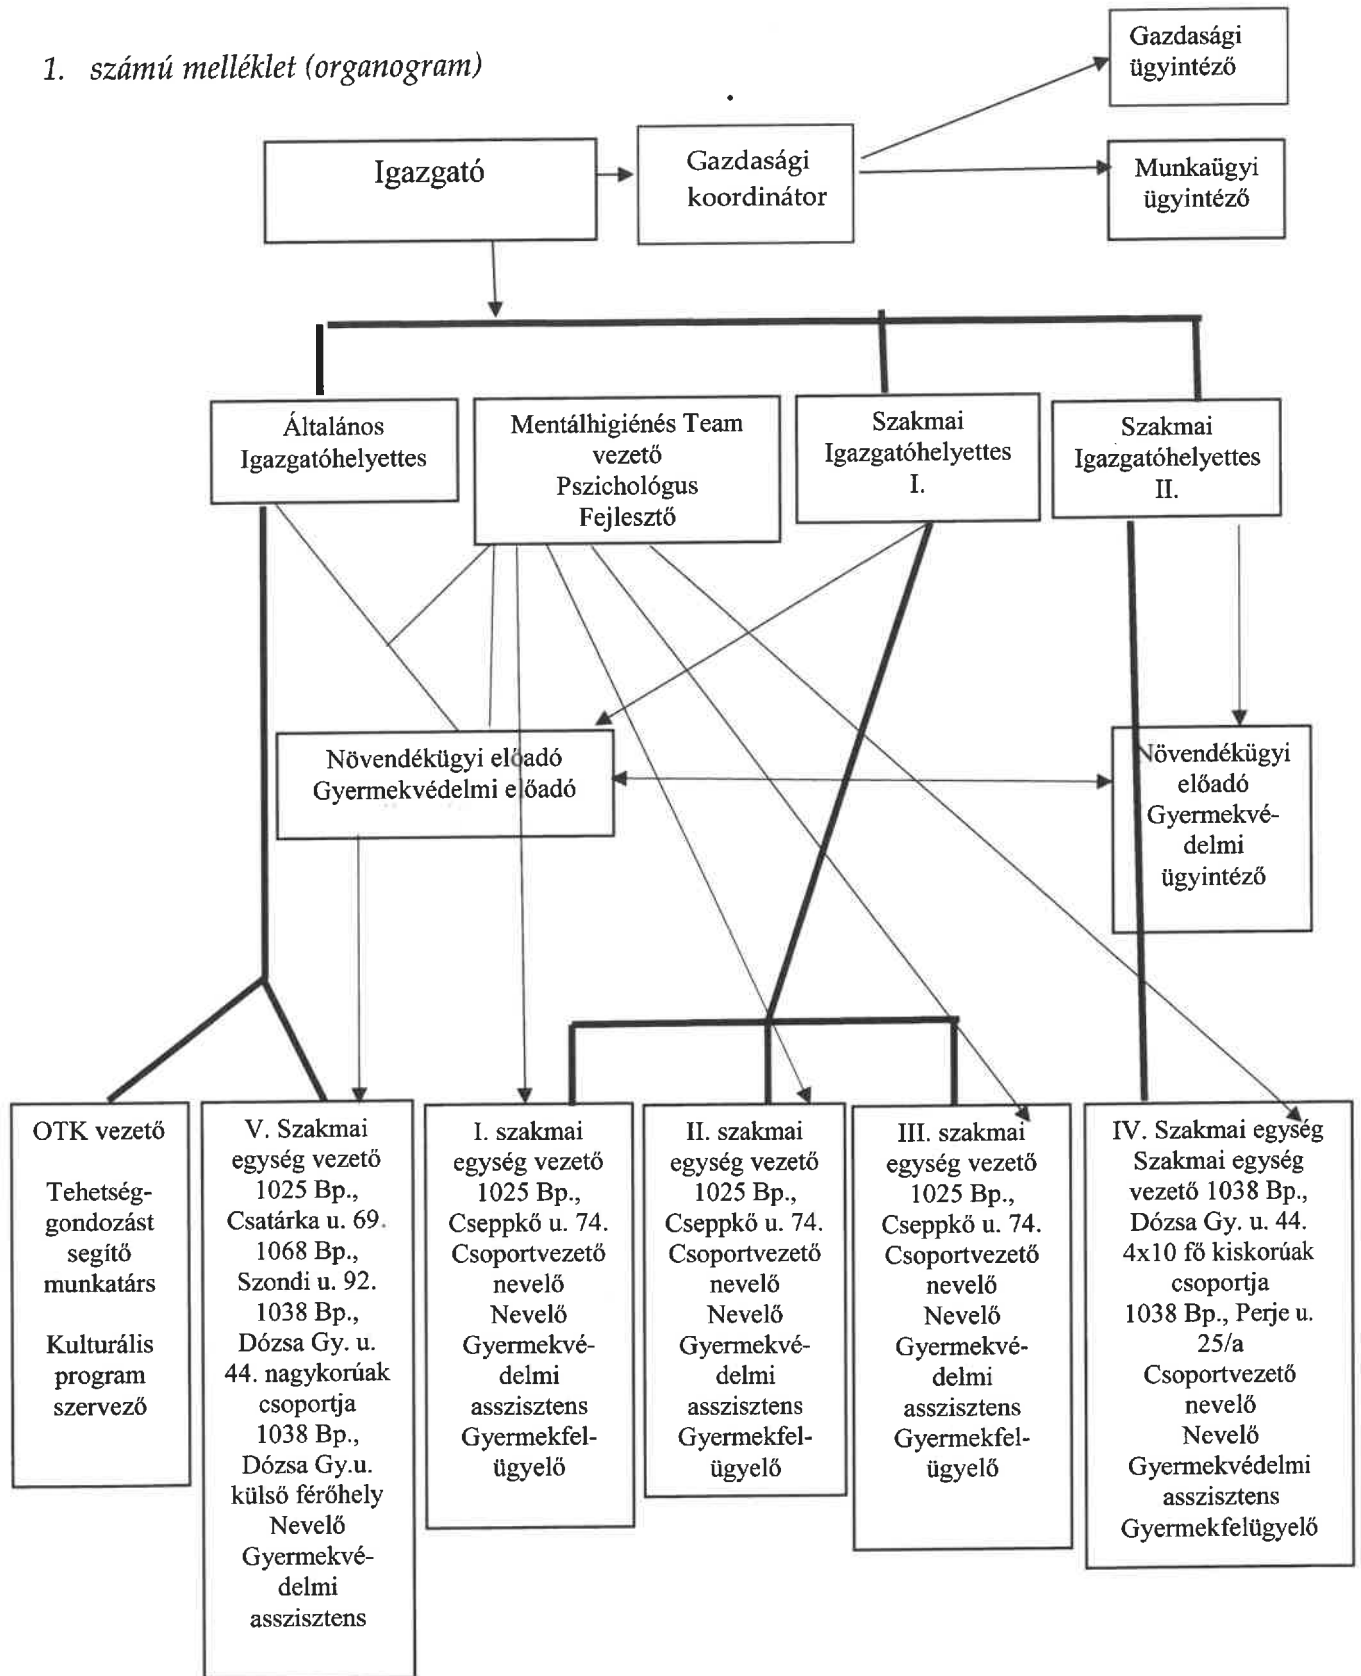 1. számú melléklet (organogram)
Gazdasági
ügyintéző
Igazgató
Gazdasági
koordinátor
Munkaügyi
ügyintéző
Általános
Igazgatóhelyettes
Mentálhigiénés Team
vezető
Pszichológus
Fejlesztő
Szakmai
Igazgatóhelyettes
I.
Szakmai
Igazgatóhelyettes
II.
Növendékügyi előadó
Gyermekvédelmi előadó
Növendékügyi
előadó
Gyermekvé-
delmi
ügyintéző
OTK vezető
Tehetség-
gondozást
segítő
munkatárs
Kulturális
program
szervező
V. Szakmai
egység vezető
1025 Bp.,
Csatárka u. 69.
1068 Bp.,
Szondi u. 92.
1038 Bp.,
Dózsa Gy. u.
44. nagykorúak
csoportja
1038 Bp.,
Dózsa Gy.u.
külső férőhely
Nevelő
Gyermekvé-
delmi
asszisztens
I. szakmai
egység vezető
1025 Bp.,
Cseppkő u. 74.
Csoportvezető
nevelő
Nevelő
Gyermekvé-
delmi
asszisztens
Gyermekfel-
ügyelő
II. szakmai
egység vezető
1025 Bp.,
Cseppkő u. 74.
Csoportvezető
nevelő
Nevelő
Gyermekvé-
delmi
asszisztens
Gyermekfel-
ügyelő
III. szakmai
egység vezető
1025 Bp.,
Cseppkő u. 74.
Csoportvezető
nevelő
Nevelő
Gyermekvé-
delmi
asszisztens
Gyermekfel-
ügyelő
IV. Szakmai egység
Szakmai egység
vezető 1038 Bp.,
Dózsa Gy. u. 44.
4x10 fő kiskorúak
csoportja
1038 Bp., Perje u.
25/a
Csoportvezető
nevelő
Nevelő
Gyermekvédelmi
asszisztens
Gyermekfelügyelő